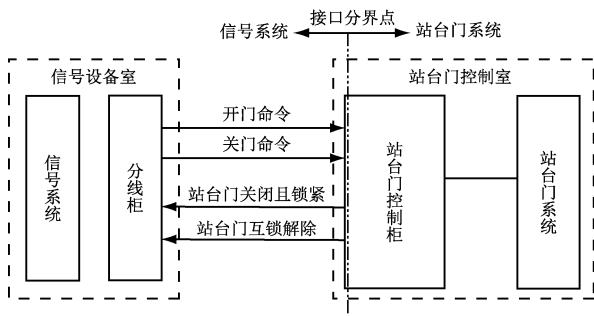 接口分界点
信号系统
站台门系统
信号设备室
站台门控制室
信号系统
分线柜
开门命令
关门命令
站台门关闭且锁紧
站台门互锁解除
站台门控制柜
站台门系统